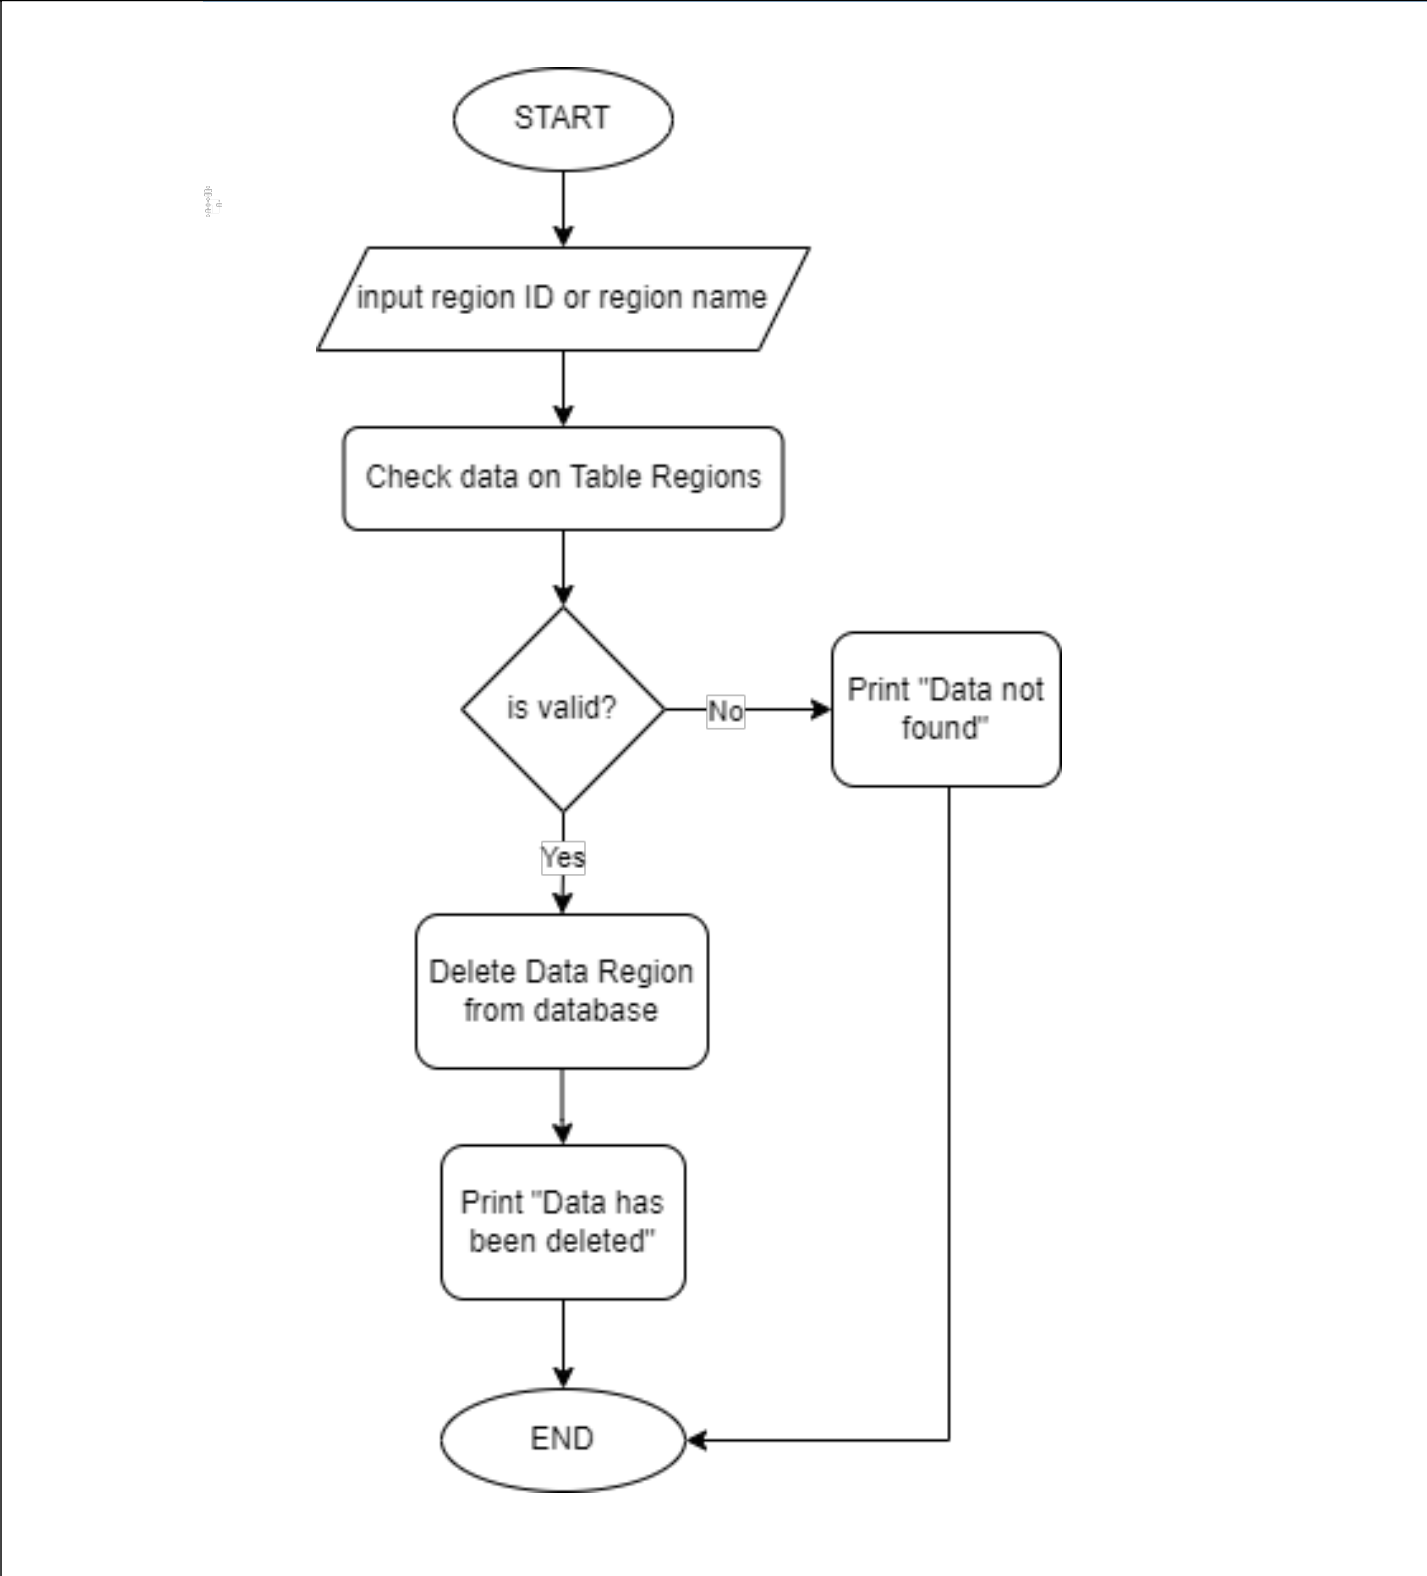 START
input region ID or region name
Check data on Table Regions
is valid?
No
Print "Data not
found"
Yes
Delete Data Region
from database
Print "Data has
been deleted"
END